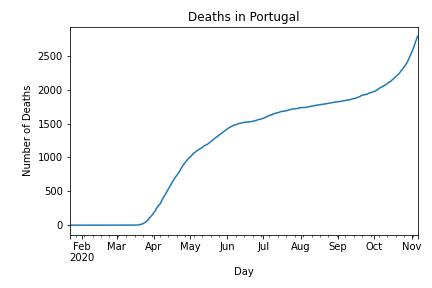 Deaths in Portugal
Number of Deaths
2500
2000
1500
1000
500
0
Feb Mar Apr May Jun Jul Aug Sep Oct Nov
2020
Day